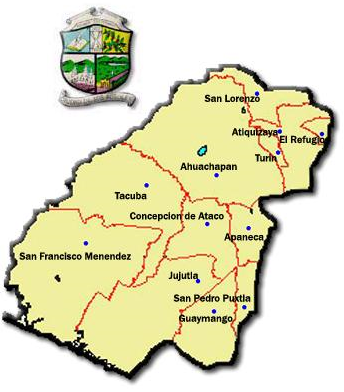 San Lorenzo
Atiquizaya
El Refugio
Turin
Ahuachapan
Tacuba
Concepcion de Ataco
Apaneca
San Francisco Menendez
Jujutla
San Pedro Puxtla
Guaymango